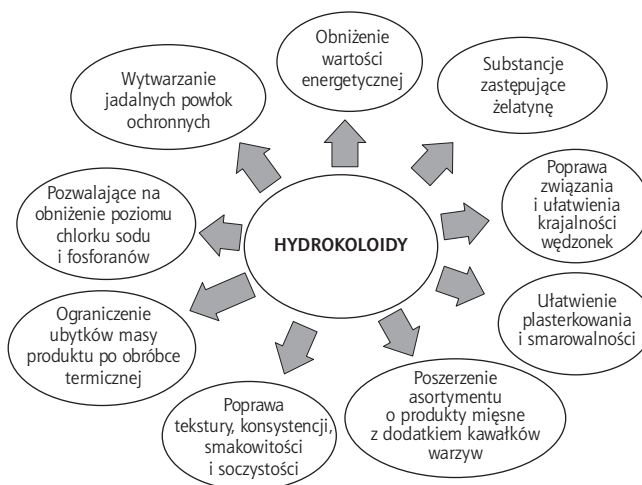 Obniżenie
wartości
energetycznej
Substancje
zastępujące
żelatynę
Wytwarzanie
jadalnych powłok
ochronnych
Poprawa
związania
i ułatwienia
krajalności
wędzonek
Pozwalające na
obniżenie poziomu
chlorku sodu
i fosforanów
HYDROKOLOIDY
Ułatwienie
plasterkowania
i smarowalności
Ograniczenie
ubytków masy
produktu po obróbce
termicznej
Poszerzenie
asortymentu
o produkty mięsne
z dodatkiem kawałków
warzyw
Poprawa
tekstury, konsystencji,
smakowitości
i soczystości